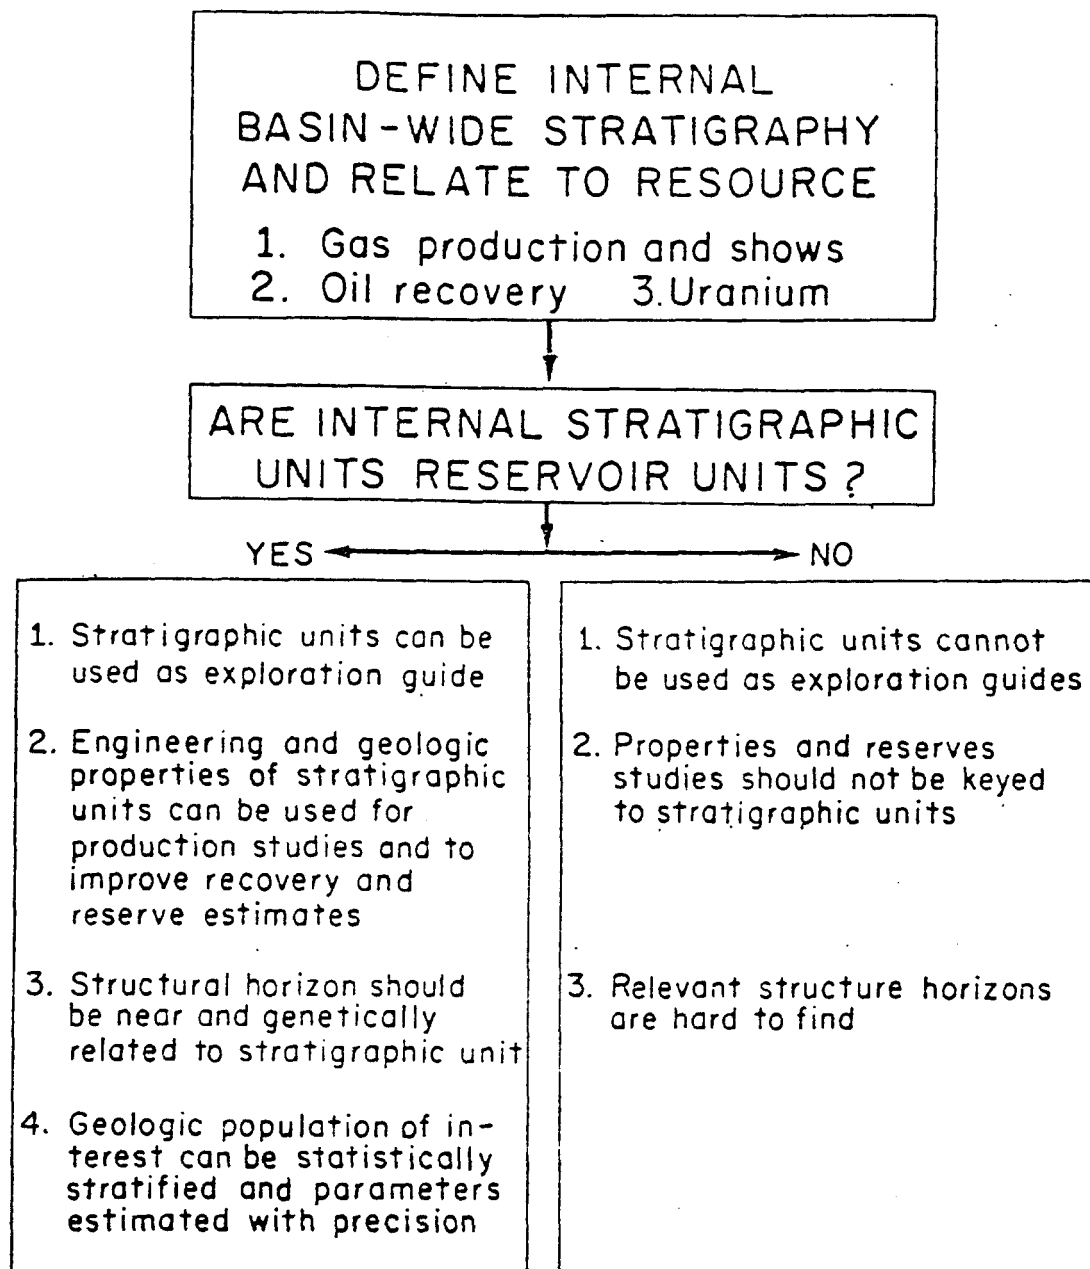 DEFINE INTERNAL
BASIN-WIDE STRATIGRAPHY
AND RELATE TO RESOURCE
1. Gas production and shows
2. Oil recovery 3. Uranium
ARE INTERNAL STRATIGRAPHIC
UNITS RESERVOIR UNITS?
YES NO
1. Stratigraphic units can be
used as exploration guide
2. Engineering and geologic
properties of stratigraphic
units can be used for
production studies and to
improve recovery and
reserve estimates
3. Structural horizon should
be near and genetically
related to stratigraphic unit
4. Geologic population of in-
terest can be statistically
stratified and parameters
estimated with precision
1. Stratigraphic units cannot
be used as exploration guides
2. Properties and reserves
studies should not be keyed
to stratigraphic units
3. Relevant structure horizons
are hard to find